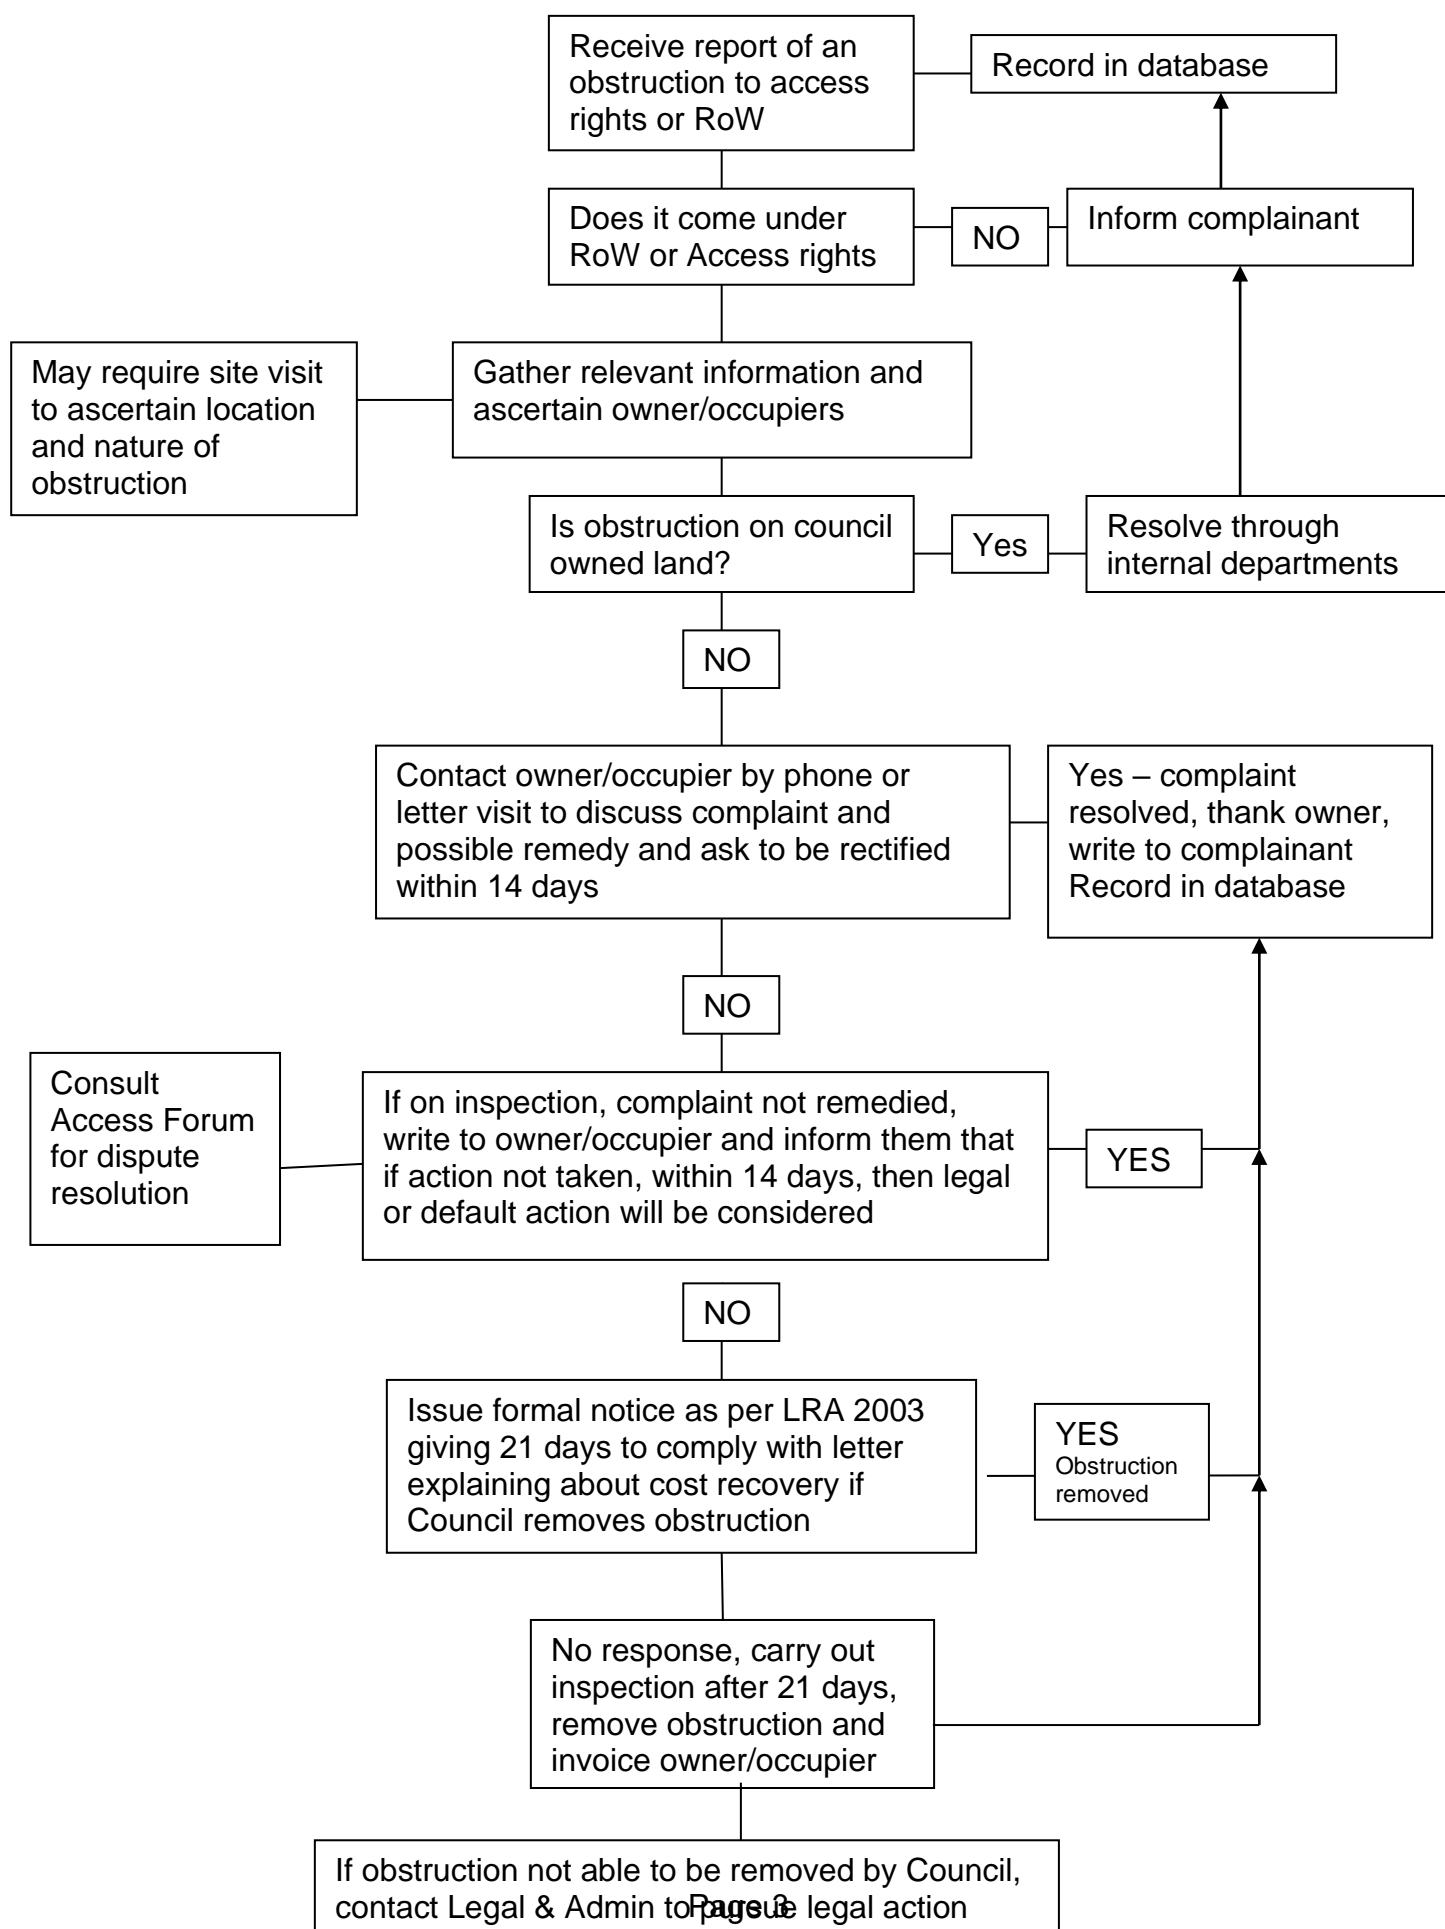 Receive report of an
obstruction to access
rights or RoW
Record in database
Does it come under
RoW or Access rights
NO
Inform complainant
May require site visit
to ascertain location
and nature of
obstruction
Gather relevant information and
ascertain owner/occupiers
Is obstruction on council
owned land?
Yes
Resolve through
internal departments
NO
Contact owner/occupier by phone or
letter visit to discuss complaint and
possible remedy and ask to be rectified
within 14 days
Yes – complaint
resolved, thank owner,
write to complainant
Record in database
NO
Consult
Access Forum
for dispute
resolution
If on inspection, complaint not remedied,
write to owner/occupier and inform them that
if action not taken, within 14 days, then legal
or default action will be considered
YES
NO
Issue formal notice as per LRA 2003
giving 21 days to comply with letter
explaining about cost recovery if
Council removes obstruction
YES
Obstruction
removed
No response, carry out
inspection after 21 days,
remove obstruction and
invoice owner/occupier
If obstruction not able to be removed by Council,
contact Legal & Admin to pursue legal action
Page 3